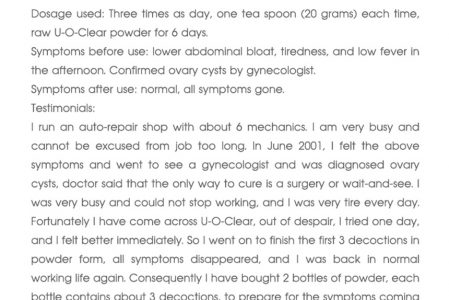 Dosage used: Three times as day, one tea spoon (20 grams) each time,
raw U-O-Clear powder for 6 days.
Symptoms before use: lower abdominal bloat, tiredness, and low fever in
the afternoon. Confirmed ovary cysts by gynecologist.
Symptoms after use: normal, all symptoms gone.
Testimonials:
I run an auto-repair shop with about 6 mechanics. I am very busy and
cannot be excused from job too long. In June 2001, I felt the above
symptoms and went to see a gynecologist and was diagnosed ovary
cysts, doctor said that the only way to cure is a surgery or wait-and-see. I
was very busy and could not stop working, and I was very tire every day.
Fortunately I have come across U-O-Clear, out of despair, I tried one day,
and I felt better immediately. So I went on to finish the first 3 decoctions in
powder form, all symptoms disappeared, and I was back in normal
working life again. Consequently I have bought 2 bottles of powder, each
bottle contains about 3 decoctions, to prepare for the symptoms coming